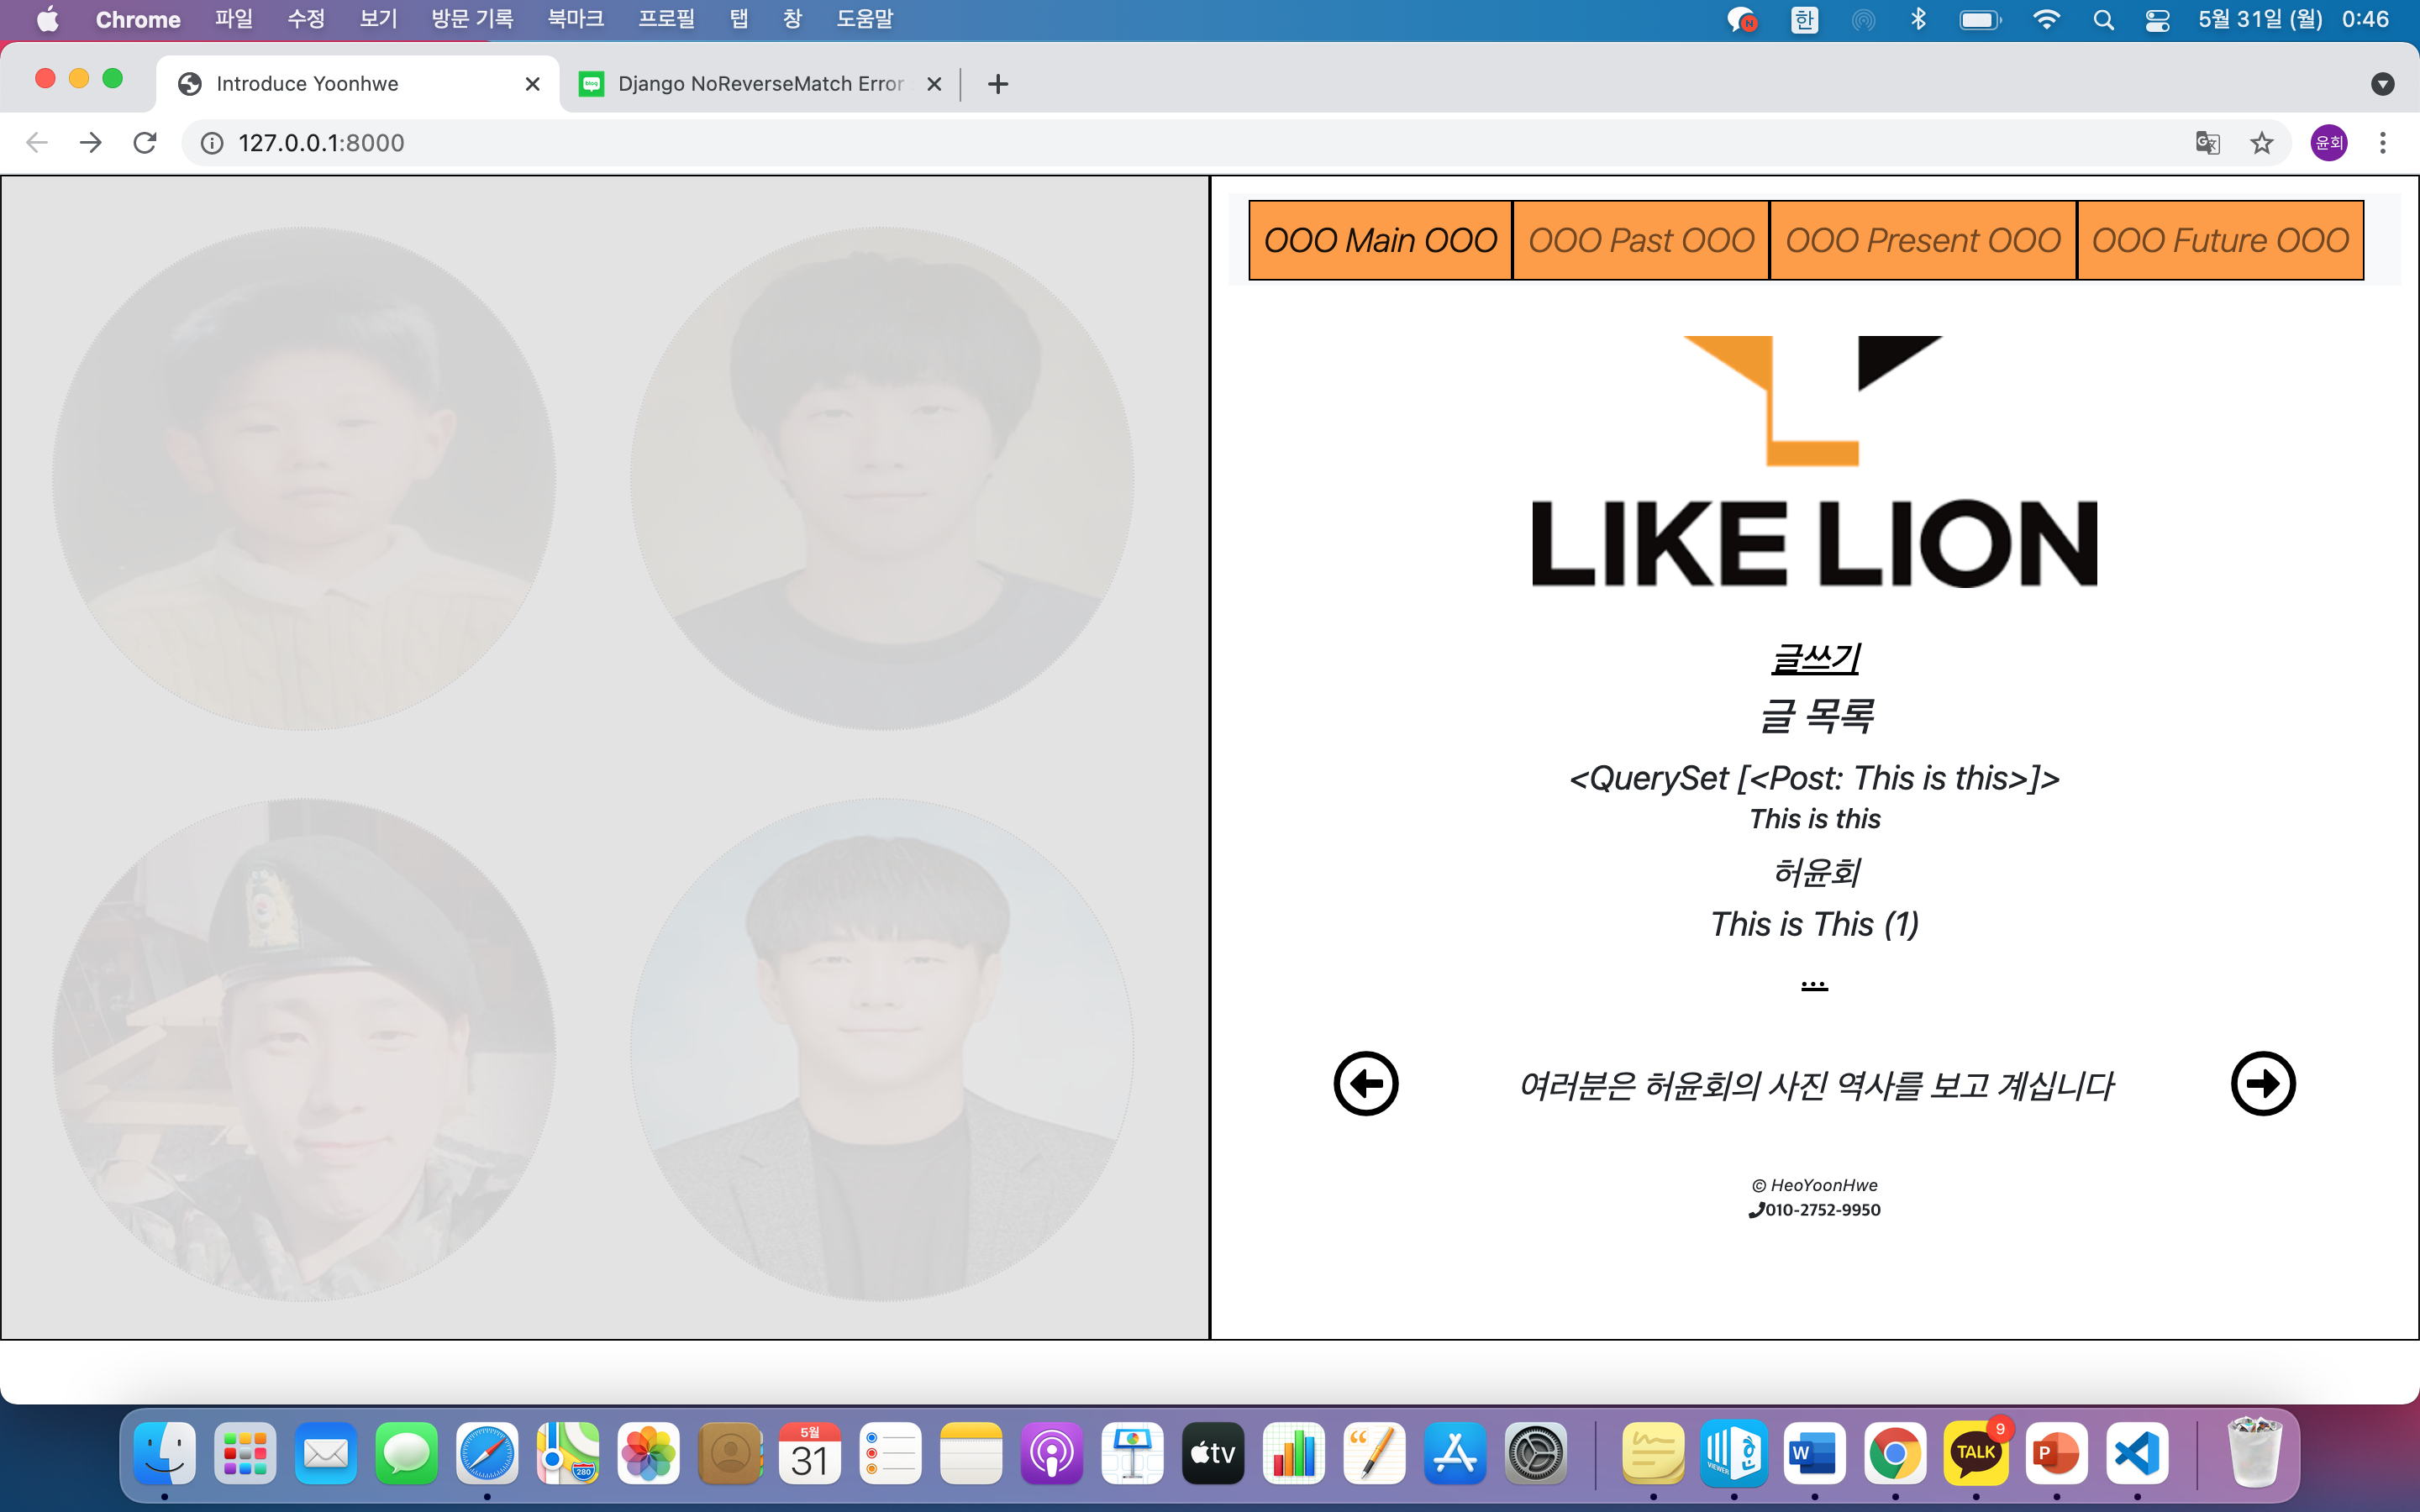 Chrome 파일 수정 보기 방문 기록 북마크 프로필 탭 창 도움말 N 한 5월 31일 (월) 0:46
Introduce Yoonhwe blog Django NoReverseMatch Error
127.0.0.1:8000 윤회
OOO Main OOO OOO Past OOO OOO Present OOO OOO Future OOO
LIKE LION
글쓰기
글 목록
<QuerySet [<Post: This is this>]>
This is this
허윤회
This is This (1)
...
여러분은 허윤회의 사진 역사를 보고 계십니다
© HeoYoonHwe
010-2752-9950
280 5월 31 tv VIEWER 한 W TALK 9 P